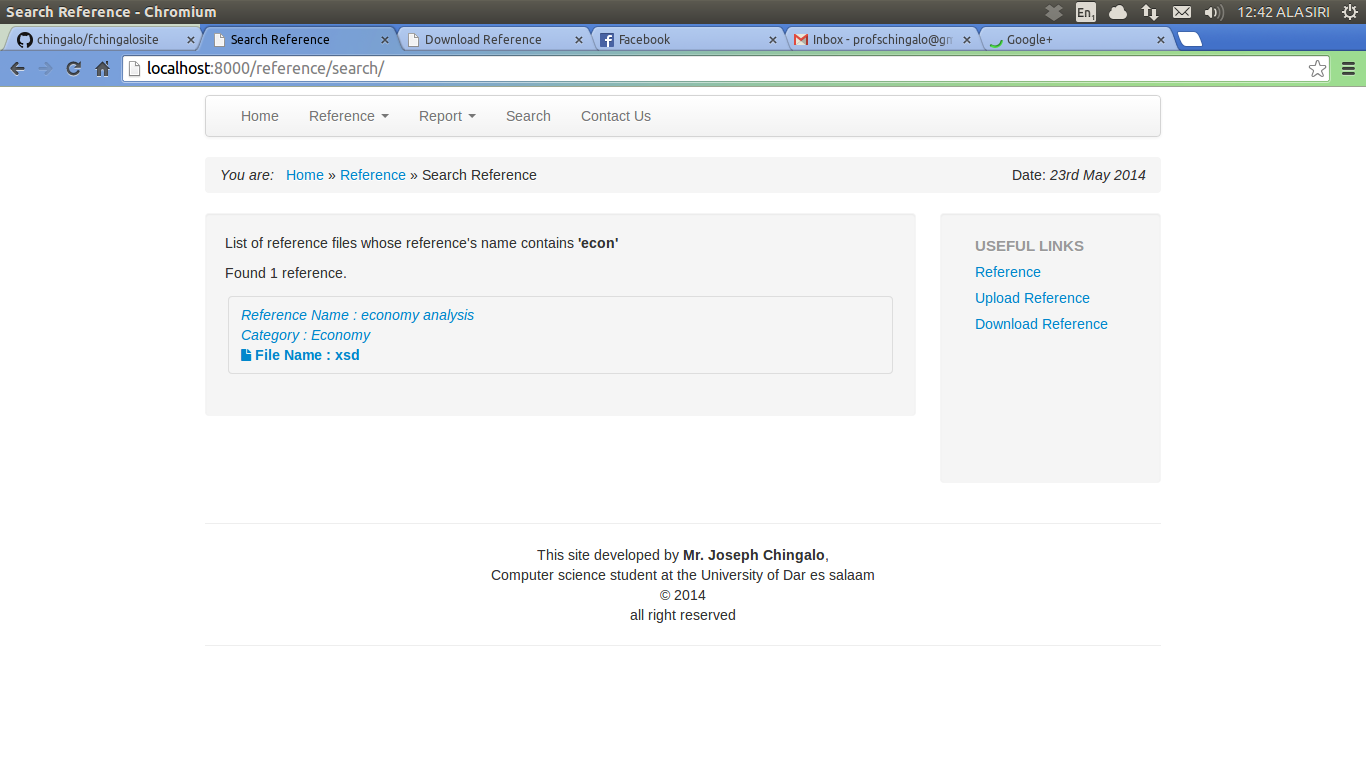 Search Reference - Chromium
En1
12:42 ALASIRI
chingalo/fchingalosite
Search Reference
Download Reference
Facebook
Inbox - profschingalo@gm
Google+
localhost:8000/reference/search/
Home Reference Report Search Contact Us
You are: Home » Reference » Search Reference
Date: 23rd May 2014
List of reference files whose reference's name contains 'econ'
Found 1 reference.
Reference Name : economy analysis
Category : Economy
File Name : xsd
USEFUL LINKS
Reference
Upload Reference
Download Reference
This site developed by Mr. Joseph Chingalo,
Computer science student at the University of Dar es salaam
© 2014
all right reserved